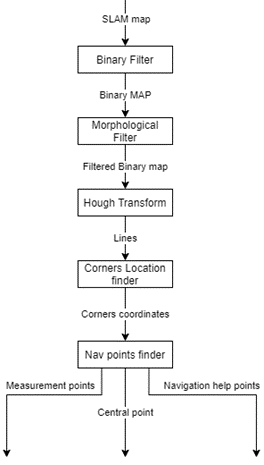 SLAM map
Binary Filter
Binary MAP
Morphological
Filter
Filtered Binary map
Hough Transform
Lines
Corners Location
finder
Corners coordinates
Nav points finder
Measurement points
Navigation help points
Central point